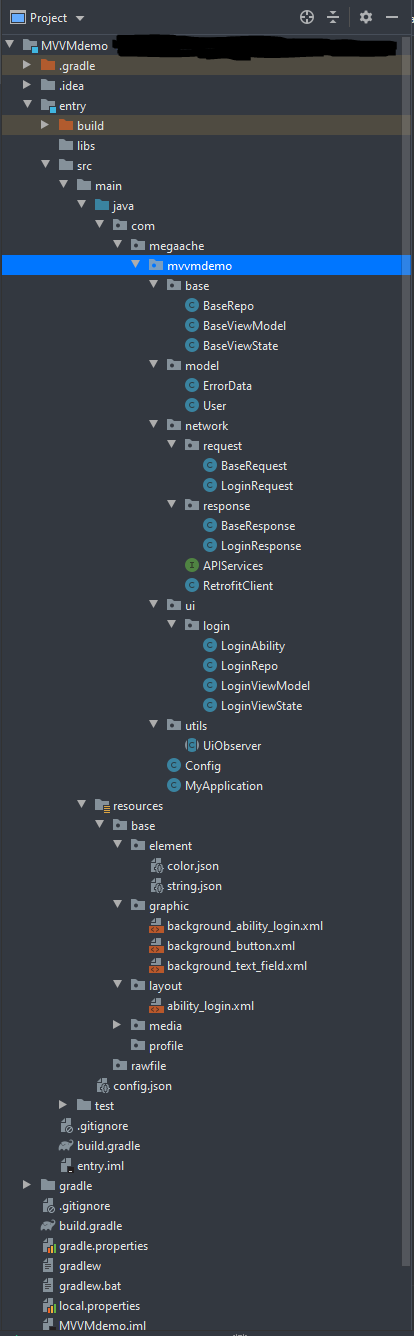 Project
MVVMdemo
.gradle
.idea
entry
build
libs
src
main
java
com
megaache
mvvmdemo
base
BaseRepo
BaseViewModel
BaseViewState
model
ErrorData
User
network
request
BaseRequest
LoginRequest
response
BaseResponse
LoginResponse
APIServices
RetrofitClient
ui
login
LoginAbility
LoginRepo
LoginViewModel
LoginViewState
utils
UiObserver
Config
MyApplication
resources
base
element
color.json
string.json
graphic
background_ability_login.xml
background_button.xml
background_text_field.xml
layout
ability_login.xml
media
profile
rawfile
config.json
test
.gitignore
build.gradle
entry.iml
gradle
.gitignore
build.gradle
gradle.properties
gradlew
gradlew.bat
local.properties
MVVMdemo.iml